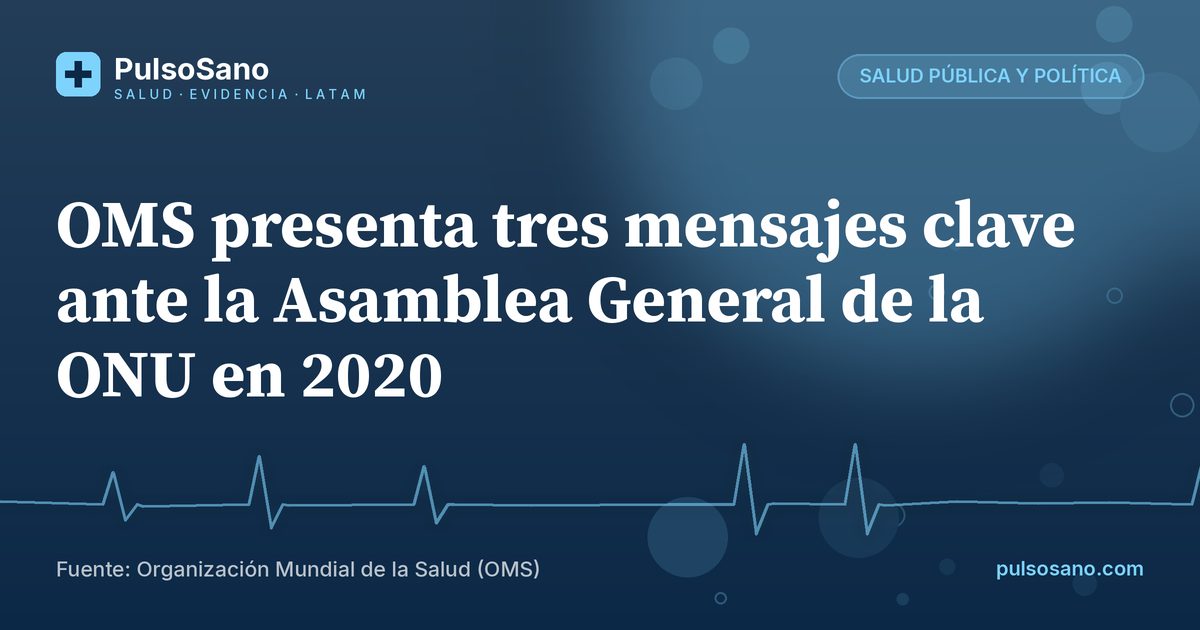 PulsoSano
SALUD · EVIDENCIA · LATAM
SALUD PÚBLICA Y POLÍTICA
OMS presenta tres mensajes clave
ante la Asamblea General de la
ONU en 2020
Fuente: Organización Mundial de la Salud (OMS)
pulsosano.com